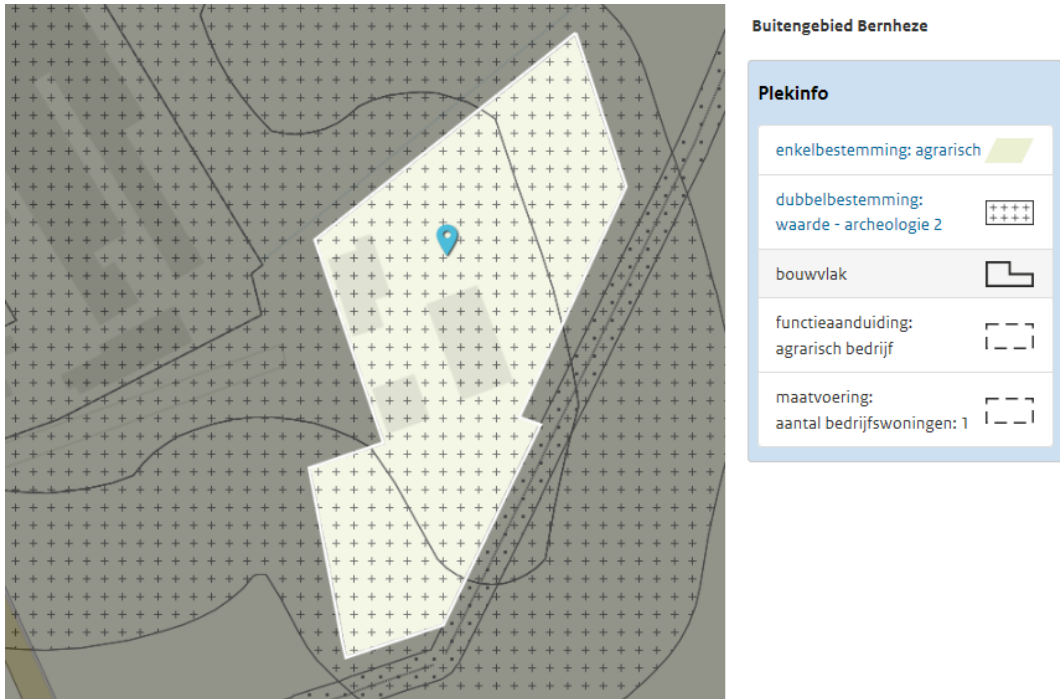 Buitengebied Bernheze
Plekinfo
enkelbestemming: agrarisch
dubbelbestemming:
waarde - archeologie 2
bouwvlak
functieaanduiding:
agrarisch bedrijf
maatvoering:
aantal bedrijfswoningen: 1